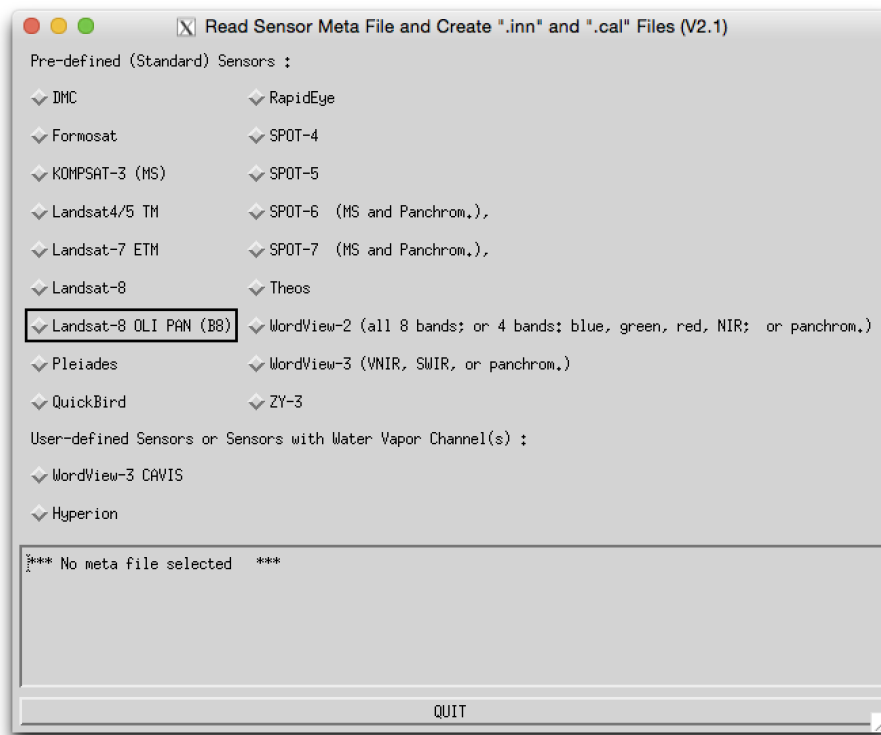 Read Sensor Meta File and Create ".inn" and ".cal" Files (V2.1)
Pre-defined (Standard) Sensors :
DMC RapidEye
Formosat SPOT-4
KOMPSAT-3 (MS) SPOT-5
Landsat4/5 TM SPOT-6 (MS and Panchrom.),
Landsat-7 ETM SPOT-7 (MS and Panchrom.),
Landsat-8 Theos
Landsat-8 OLI PAN (B8) WordView-2 (all 8 bands; or 4 bands: blue, green, red, NIR; or panchrom.)
Pleiades WordView-3 (VNIR, SWIR, or panchrom.)
QuickBird ZY-3
User-defined Sensors or Sensors with Water Vapor Channel(s) :
WordView-3 CAVIS
Hyperion
*** No meta file selected ***
QUIT